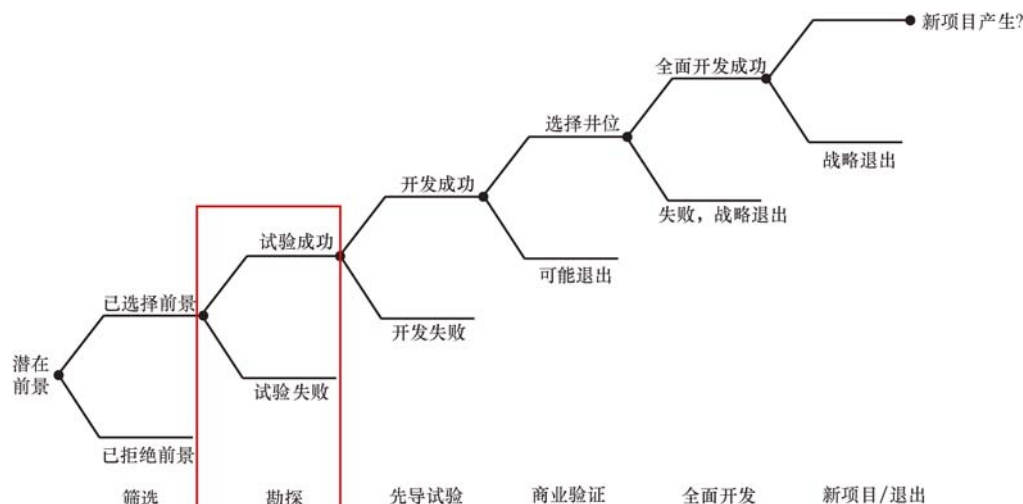 新项目产生?
全面开发成功
选择井位
战略退出
开发成功
失败，战略退出
试验成功
可能退出
已选择前景
开发失败
潜在
前景
试验失败
已拒绝前景
筛选
勘探
先导试验
商业验证
全面开发
新项目/退出